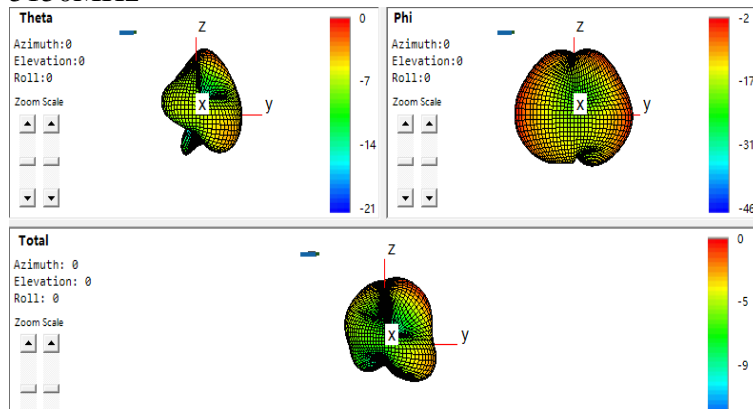 Theta
Azimuth:0
Elevation:0
Roll:0
Zoom Scale
Z
X
y
0
-7
-14
-21
Phi
Azimuth:0
Elevation:0
Roll:0
Zoom Scale
Z
X
y
-2
-17
-31
-46
Total
Azimuth: 0
Elevation: 0
Roll: 0
Zoom Scale
Z
X
y
0
-5
-9